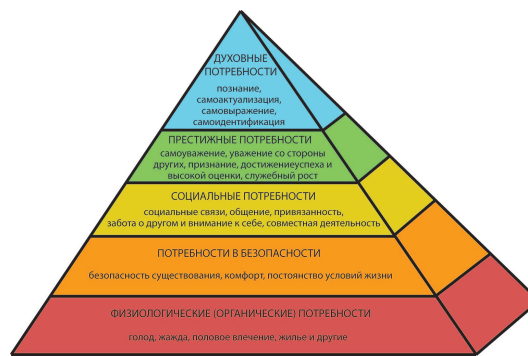 ДУХОВНЫЕ
ПОТРЕБНОСТИ
познание,
самоактуализация,
самовыражение,
самоидентификация
ПРЕСТИЖНЫЕ ПОТРЕБНОСТИ
самоуважение, уважение со стороны
других, признание, достижениеуспеха и
высокой оценки, служебный рост
СОЦИАЛЬНЫЕ ПОТРЕБНОСТИ
социальные связи, общение, привязанность,
забота о другом и внимание к себе, совместная деятельность
ПОТРЕБНОСТИ В БЕЗОПАСНОСТИ
безопасность существования, комфорт, постоянство условий жизни
ФИЗИОЛОГИЧЕСКИЕ (ОРГАНИЧЕСКИЕ) ПОТРЕБНОСТИ
голод, жажда, половое влечение, жилье и другие